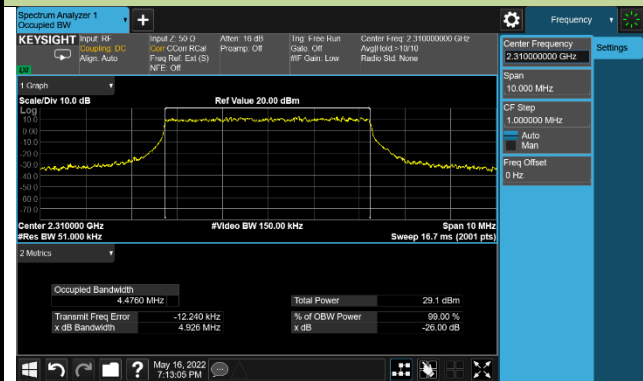 Spectrum Analyzer 1
Occupied BW
+
Frequency
KEYSIGHT
Input: RF
Coupling: DC
Align: Auto
Input Z: 50 Ω
Corr CCorr RCal
Freq Ref: Ext (S)
NFE: Off
Atten: 16 dB
Preamp: Off
Trig: Free Run
Gate: Off
#IF Gain: Low
Center Freq: 2.310000000 GHz
Avg|Hold:>10/10
Radio Std: None
1 Graph
Scale/Div 10.0 dB
Ref Value 20.00 dBm
Log
10.0
0.00
-10.0
-20.0
-30.0
-40.0
-50.0
-60.0
-70.0
Center 2.310000 GHz
#Video BW 150.00 kHz
Span 10 MHz
#Res BW 51.000 kHz
Sweep 16.7 ms (2001 pts)
2 Metrics
Occupied Bandwidth
4.4760 MHz
Total Power 29.1 dBm
Transmit Freq Error -12.240 kHz
% of OBW Power 99.00 %
x dB Bandwidth 4.926 MHz
x dB -26.00 dB
Center Frequency
2.310000000 GHz
Settings
Span
10.000 MHz
CF Step
1.000000 MHz
Auto
Man
Freq Offset
0 Hz
?
May 16, 2022
7:13:05 PM